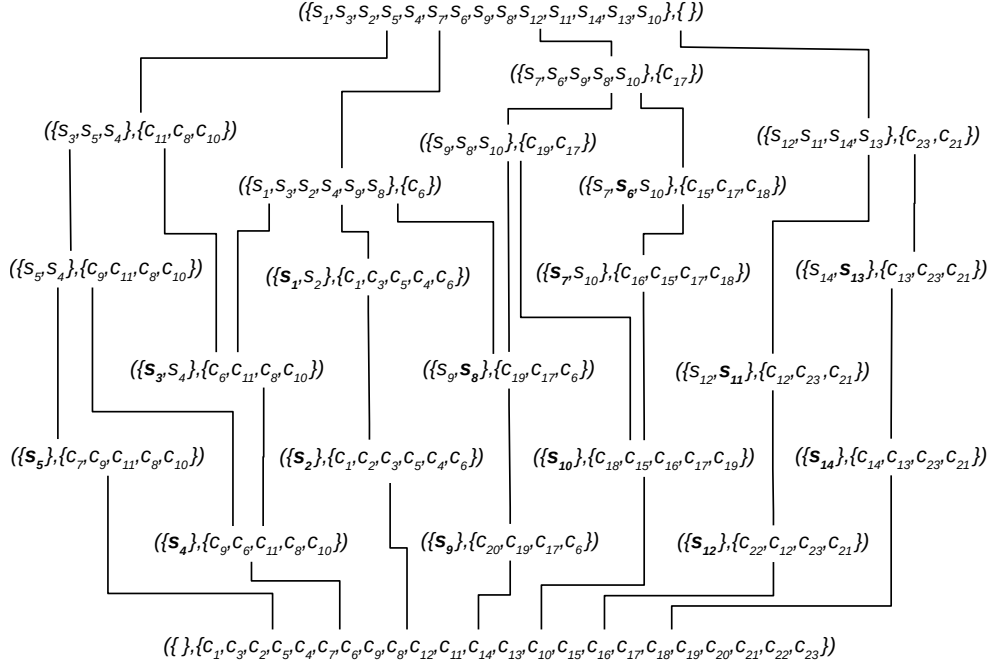 ({s₁,s₃,s₂,s₅,s₄,s₇,s₆,s₉,s₈,s₁₂,s₁₁,s₁₄,s₁₃,s₁₀},{ })
({s₇,s₆,s₉,s₈,s₁₀},{c₁₇})
({s₃,s₅,s₄},{c₁₁,c₈,c₁₀})
({s₉,s₈,s₁₀},{c₁₉,c₁₇})
({s₁₂,s₁₁,s₁₄,s₁₃},{c₂₃,c₂₁})
({s₁,s₃,s₂,s₄,s₉,s₈},{c₆})
({s₇,s₆,s₁₀},{c₁₅,c₁₇,c₁₈})
({s₅,s₄},{c₉,c₁₁,c₈,c₁₀})
({s₁,s₂},{c₁,c₃,c₅,c₄,c₆})
({s₇,s₁₀},{c₁₆,c₁₅,c₁₇,c₁₈})
({s₁₄,s₁₃},{c₁₃,c₂₃,c₂₁})
({s₃,s₄},{c₆,c₁₁,c₈,c₁₀})
({s₉,s₈},{c₁₉,c₁₇,c₆})
({s₁₂,s₁₁},{c₁₂,c₂₃,c₂₁})
({s₅},{c₇,c₉,c₁₁,c₈,c₁₀})
({s₂},{c₁,c₂,c₃,c₅,c₄,c₆})
({s₁₀},{c₁₈,c₁₅,c₁₆,c₁₇,c₁₉})
({s₁₄},{c₁₄,c₁₃,c₂₃,c₂₁})
({s₄},{c₉,c₆,c₁₁,c₈,c₁₀})
({s₉},{c₂₀,c₁₉,c₁₇,c₆})
({s₁₂},{c₂₂,c₁₂,c₂₃,c₂₁})
({ },{c₁,c₃,c₂,c₅,c₄,c₇,c₆,c₉,c₈,c₁₂,c₁₁,c₁₄,c₁₃,c₁₀,c₁₅,c₁₆,c₁₇,c₁₈,c₁₉,c₂₀,c₂₁,c₂₂,c₂₃})